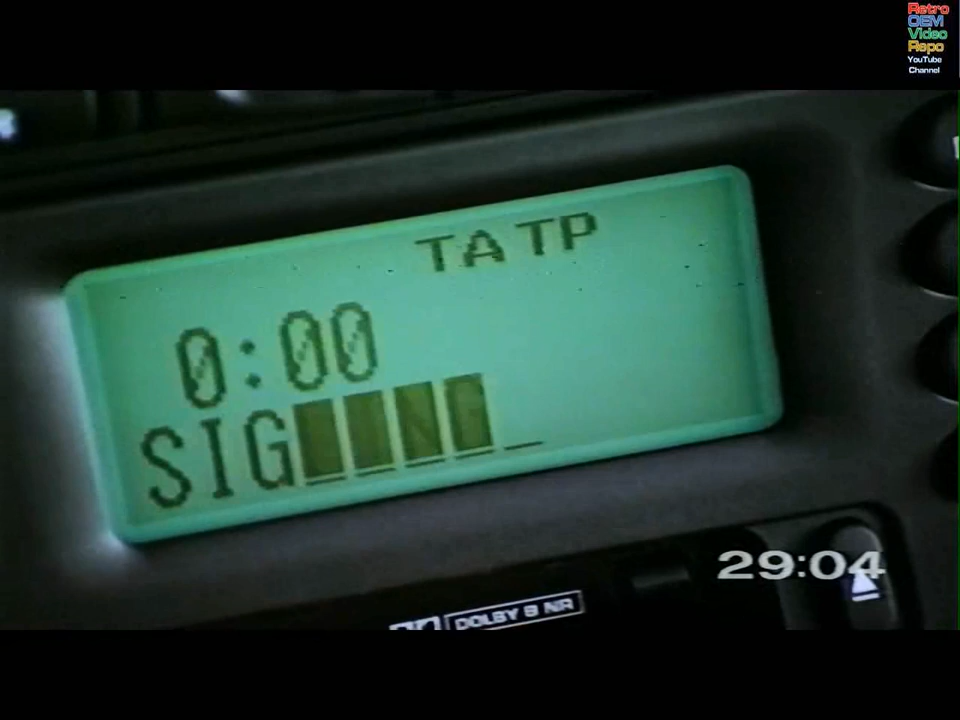 Retro
OEM
Video
Repo
YouTube
Channel
TA TP
0:00
SIG
29:04
DOLBY B NR